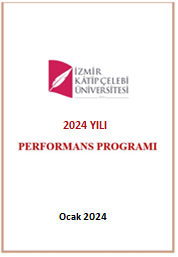 İZMİR
KÂTİP ÇELEBİ
ÜNİVERSİTESİ
2024 YILI
PERFORMANS PROGRAMI
Ocak 2024